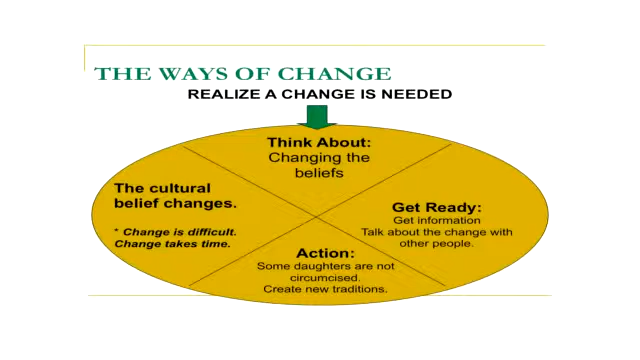 THE WAYS OF CHANGE
REALIZE A CHANGE IS NEEDED
Think About:
Changing the
beliefs
Get Ready:
Get information
Talk about the change with
other people.
Action:
Some daughters are not
circumcised.
Create new traditions.
The cultural
belief changes.
* Change is difficult.
Change takes time.